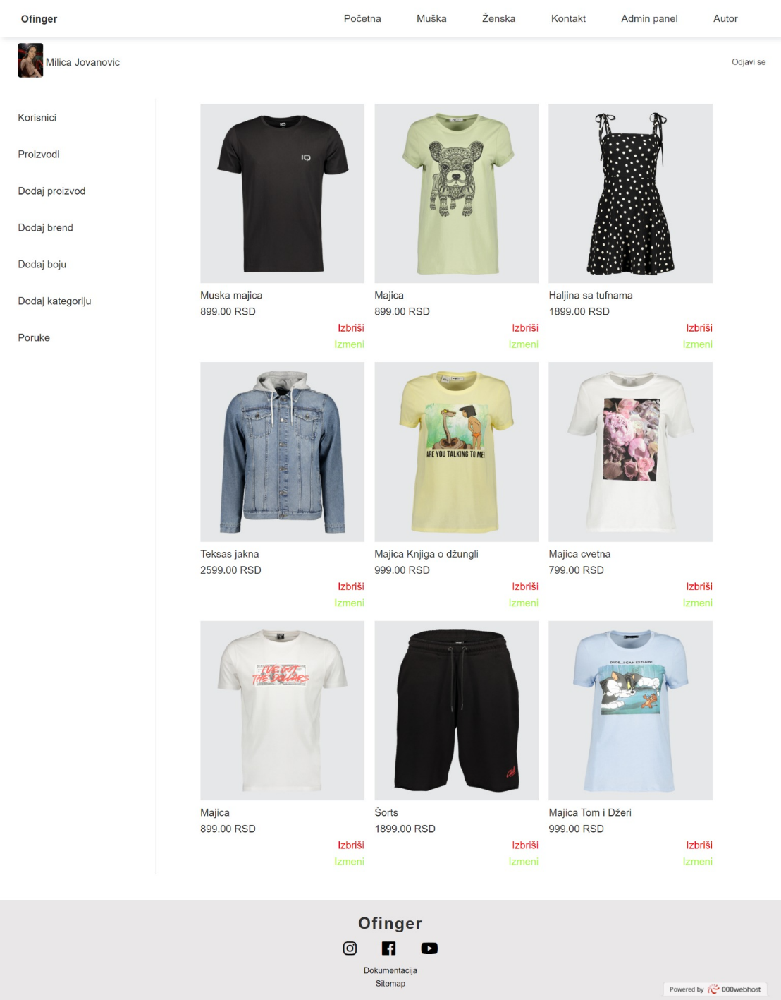 Ofinger
Početna
Muška
Ženska
Kontakt
Admin panel
Autor
Milica Jovanovic
Odjavi se
Korisnici
Proizvodi
Dodaj proizvod
Dodaj brend
Dodaj boju
Dodaj kategoriju
Poruke
IQ
Muska majica
899.00 RSD
Izbriši
Izmeni
Majica
899.00 RSD
Izbriši
Izmeni
Haljina sa tufnama
1899.00 RSD
Izbriši
Izmeni
Teksas jakna
2599.00 RSD
Izbriši
Izmeni
ARE YOU TALKING TO ME?
Majica Knjiga o džungli
999.00 RSD
Izbriši
Izmeni
Majica cvetna
799.00 RSD
Izbriši
Izmeni
I'VE GOT
THE DOLLARS
Majica
899.00 RSD
Izbriši
Izmeni
Šorts
1899.00 RSD
Izbriši
Izmeni
DUDE, I CAN EXPLAIN!
Majica Tom i Džeri
999.00 RSD
Izbriši
Izmeni
Ofinger
Dokumentacija
Sitemap
Powered by 000webhost